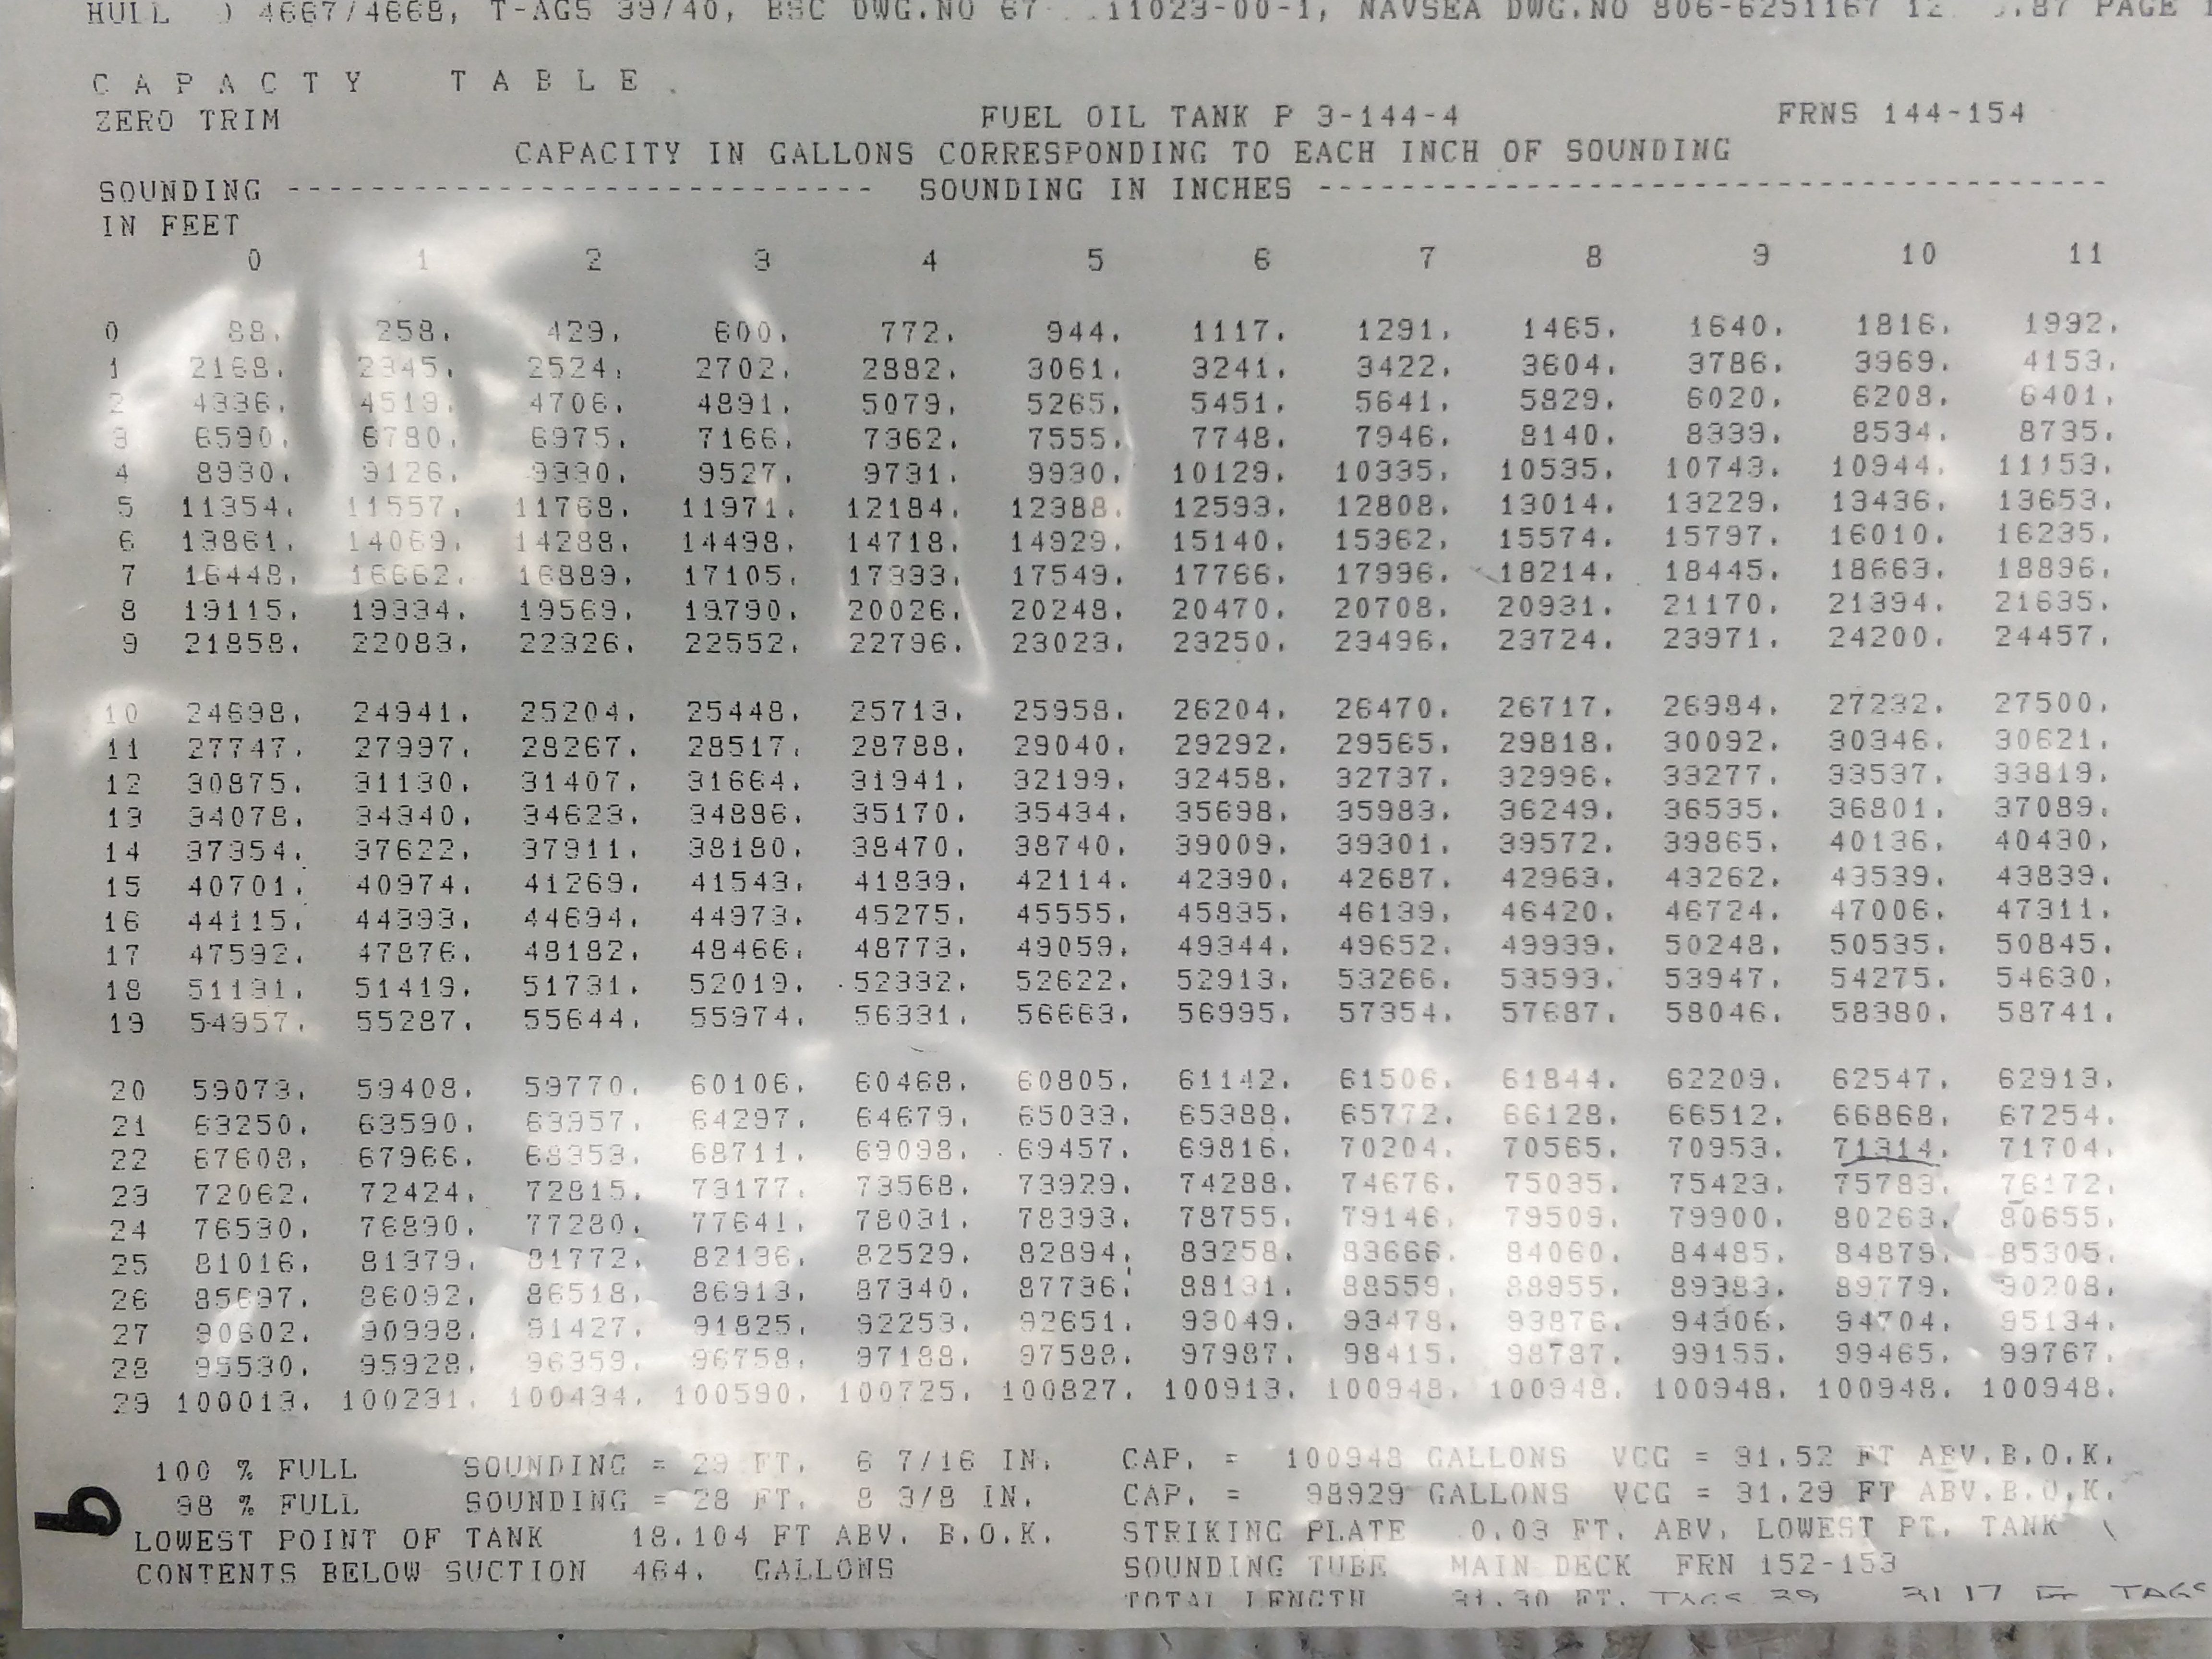 HULL 4667/4668, T-AGS 39/40, BSC DWG.NO 67 11023-00-1, NAVSEA DWG.NO 806-6251167 PAGE
C A P A C T Y   T A B L E .
ZERO TRIM FUEL OIL TANK P 3-144-4 FRNS 144-154
CAPACITY IN GALLONS CORRESPONDING TO EACH INCH OF SOUNDING
SOUNDING ---------------------- SOUNDING IN INCHES ----------------------
IN FEET
0 1 2 3 4 5 6 7 8 9 10 11
0 88. 258. 429. 600. 772. 944. 1117. 1291. 1465. 1640. 1816. 1992.
1 2168. 2345. 2524. 2702. 2882. 3061. 3241. 3422. 3604. 3786. 3969. 4153.
2 4336. 4519. 4706. 4891. 5079. 5265. 5451. 5641. 5829. 6020. 6208. 6401.
3 6590. 6780. 6975. 7166. 7362. 7555. 7748. 7946. 8140. 8339. 8534. 8735.
4 8930. 9126. 9330. 9527. 9731. 9930. 10129. 10335. 10535. 10743. 10944. 11153.
5 11354. 11557. 11768. 11971. 12184. 12388. 12593. 12808. 13014. 13229. 13436. 13653.
6 13861. 14069. 14288. 14498. 14718. 14929. 15140. 15362. 15574. 15797. 16010. 16235.
7 16448. 16662. 16889. 17105. 17333. 17549. 17766. 17996. 18214. 18445. 18663. 18896.
8 19115. 19334. 19569. 19790. 20026. 20248. 20470. 20708. 20931. 21170. 21394. 21635.
9 21858. 22083. 22326. 22552. 22796. 23023. 23250. 23496. 23724. 23971. 24200. 24457.
10 24698. 24941. 25204. 25448. 25713. 25958. 26204. 26470. 26717. 26984. 27232. 27500.
11 27747. 27997. 28267. 28517. 28788. 29040. 29292. 29565. 29818. 30092. 30346. 30621.
12 30875. 31130. 31407. 31664. 31941. 32199. 32458. 32737. 32996. 33277. 33537. 33819.
13 34078. 34340. 34623. 34886. 35170. 35434. 35698. 35983. 36249. 36535. 36801. 37089.
14 37354. 37622. 37911. 38180. 38470. 38740. 39009. 39301. 39572. 39865. 40136. 40430.
15 40701. 40974. 41269. 41543. 41839. 42114. 42390. 42687. 42963. 43262. 43539. 43839.
16 44115. 44393. 44694. 44973. 45275. 45555. 45835. 46139. 46420. 46724. 47006. 47311.
17 47592. 47876. 48182. 48466. 48773. 49059. 49344. 49652. 49939. 50248. 50535. 50845.
18 51131. 51419. 51731. 52019. 52332. 52622. 52913. 53266. 53593. 53947. 54275. 54630.
19 54957. 55287. 55644. 55974. 56331. 56663. 56995. 57354. 57687. 58046. 58380. 58741.
20 59073. 59408. 59770. 60106. 60468. 60805. 61142. 61506. 61844. 62209. 62547. 62913.
21 63250. 63590. 63957. 64297. 64679. 65033. 65388. 65772. 66128. 66512. 66868. 67254.
22 67608. 67966. 68353. 68711. 69098. 69457. 69816. 70204. 70565. 70953. 71314. 71704.
23 72062. 72424. 72815. 73177. 73568. 73929. 74288. 74676. 75035. 75423. 75783. 76172.
24 76530. 76890. 77280. 77641. 78031. 78393. 78755. 79146. 79509. 79900. 80263. 80655.
25 81016. 81379. 81772. 82136. 82529. 82894. 83258. 83666. 84060. 84485. 84879. 85305.
26 85697. 86092. 86518. 86913. 87340. 87736. 88131. 88559. 88955. 89383. 89779. 90208.
27 90602. 90998. 91427. 91825. 92253. 92651. 93049. 93478. 93876. 94306. 94704. 95134.
28 95530. 95928. 96359. 96758. 97188. 97588. 97987. 98415. 98787. 99155. 99465. 99767.
29 100013. 100231. 100434. 100590. 100725. 100827. 100913. 100948. 100948. 100948. 100948. 100948.
100 % FULL SOUNDING = 29 FT. 6 7/16 IN. CAP. = 100948 GALLONS VCG = 31.52 FT ABV.B.O.K.
98 % FULL SOUNDING = 28 FT. 8 3/8 IN. CAP. = 98929 GALLONS VCG = 31.29 FT ABV.B.O.K.
LOWEST POINT OF TANK 18.104 FT ABV. B.O.K. STRIKING PLATE 0.03 FT. ABV. LOWEST PT. TANK
CONTENTS BELOW SUCTION 464. GALLONS SOUNDING TUBE MAIN DECK FRN 152-153
TOTAL LENGTH 31.30 FT. TAGS 39, 31 17 FT TAGS
6